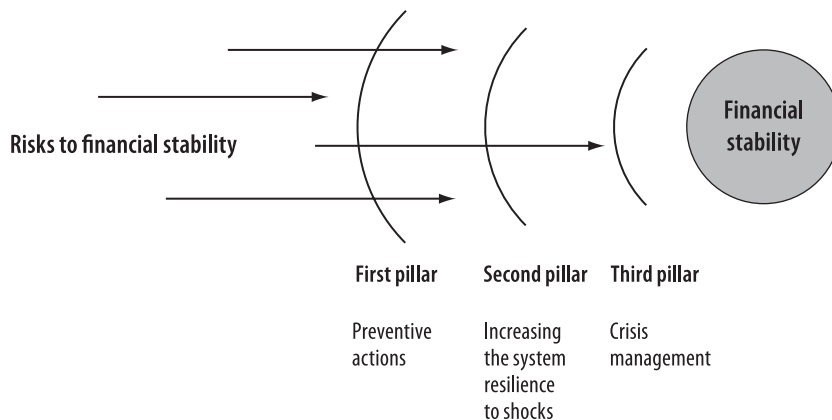 Financial
stability
Risks to financial stability
First pillar
Second pillar
Third pillar
Preventive
actions
Increasing
the system
resilience
to shocks
Crisis
management